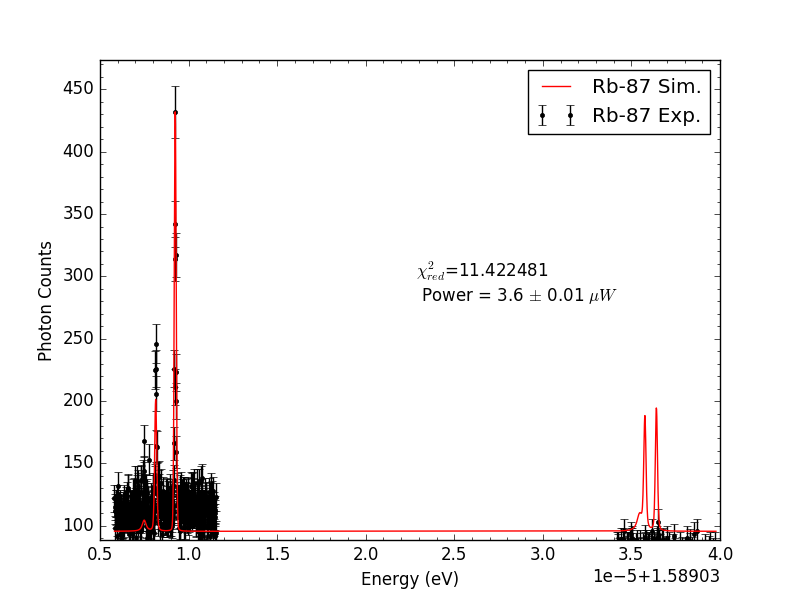 450
400
350
300
250
200
150
100
Photon Counts
Rb-87 Sim.
Rb-87 Exp.
χ²red=11.422481
Power = 3.6 ± 0.01 μW
0.5 1.0 1.5 2.0 2.5 3.0 3.5 4.0
Energy (eV)
1e−5+1.58903